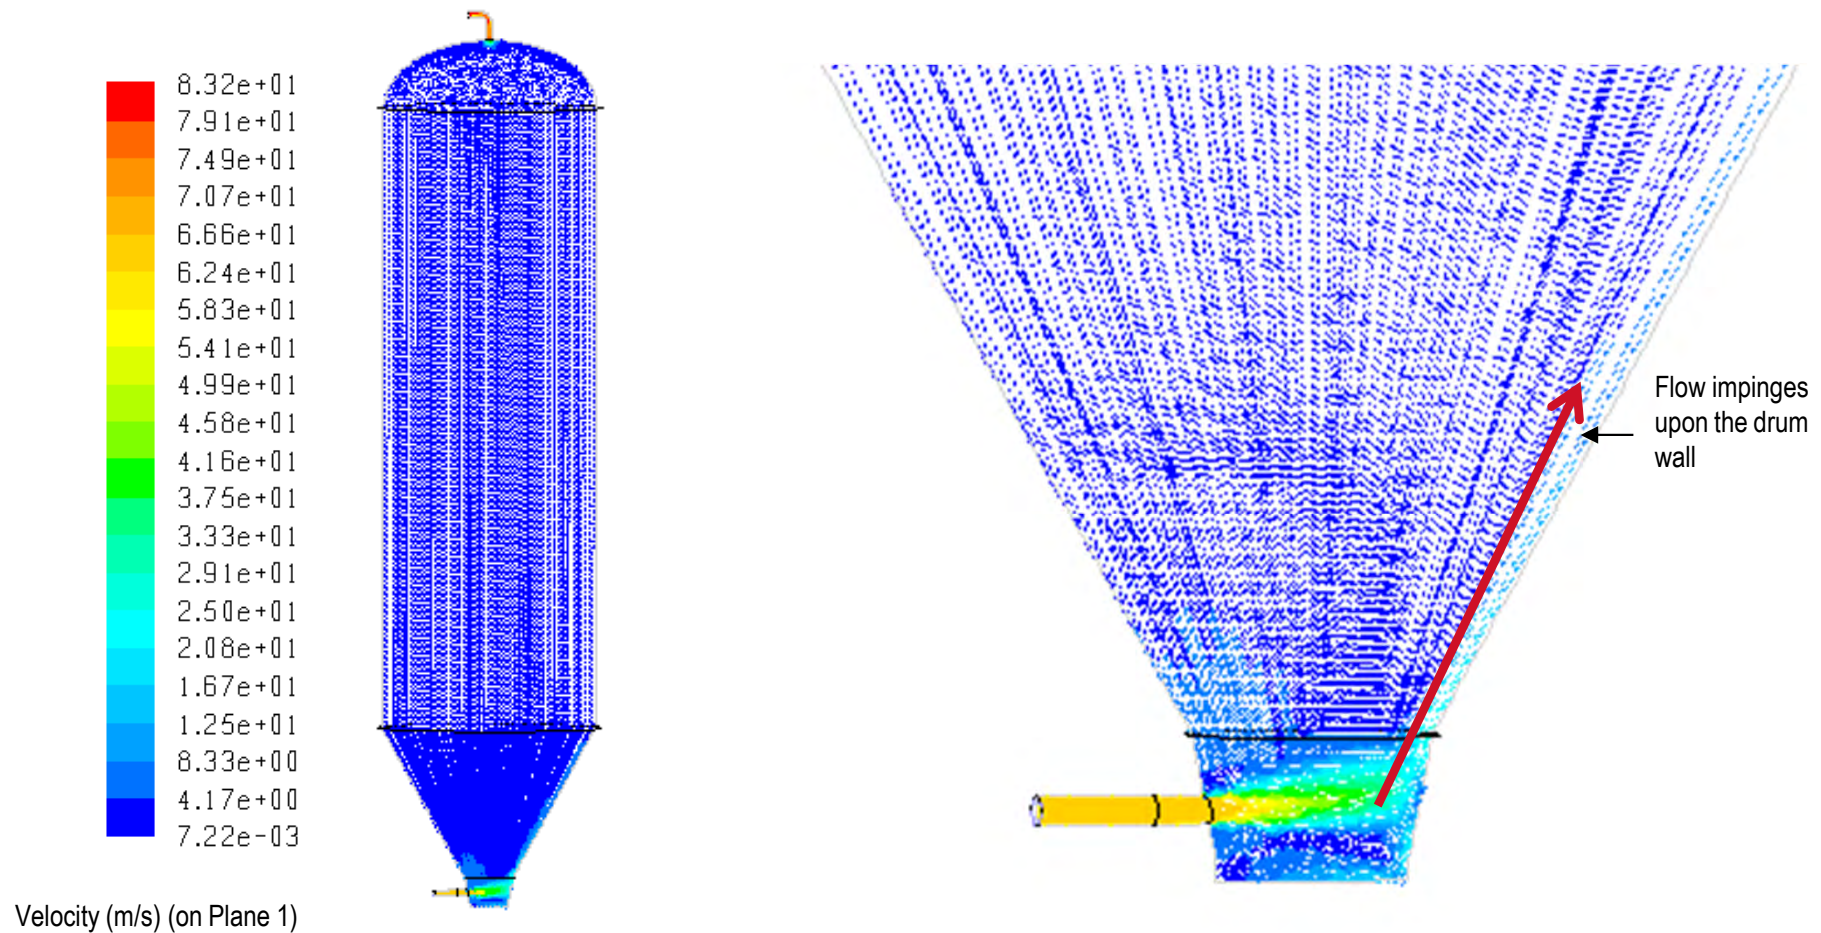 8.32e+01
7.91e+01
7.49e+01
7.07e+01
6.66e+01
6.24e+01
5.83e+01
5.41e+01
4.99e+01
4.58e+01
4.16e+01
3.75e+01
3.33e+01
2.91e+01
2.50e+01
2.08e+01
1.67e+01
1.25e+01
8.33e+00
4.17e+00
7.22e-03
Velocity (m/s) (on Plane 1)
Flow impinges
upon the drum
wall